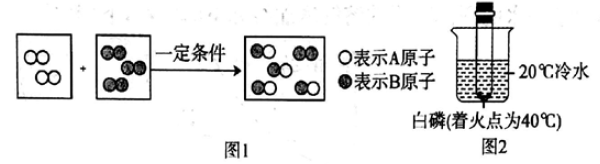 +
一定条件
○表示A原子
●表示B原子
图1
20℃冷水
白磷(着火点为40℃)
图2